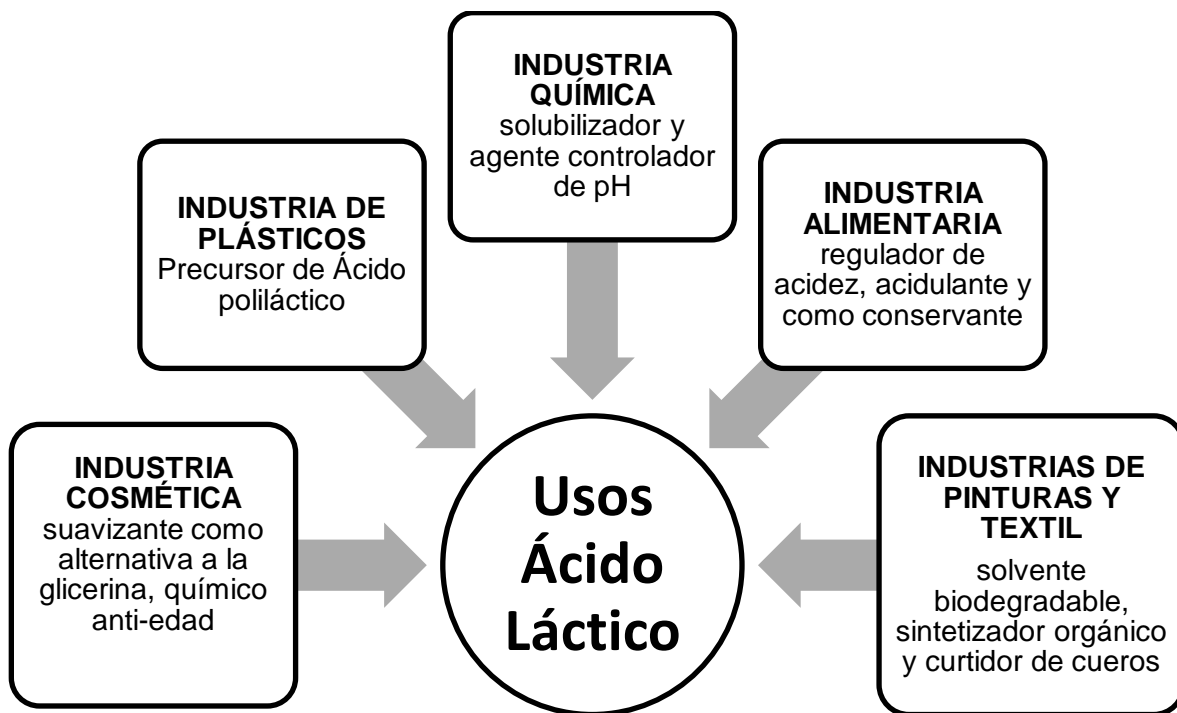 INDUSTRIA
QUÍMICA
solubilizador y
agente controlador
de pH
INDUSTRIA DE
PLÁSTICOS
Precursor de Ácido
poliláctico
INDUSTRIA
ALIMENTARIA
regulador de
acidez, acidulante y
como conservante
INDUSTRIA
COSMÉTICA
suavizante como
alternativa a la
glicerina, químico
anti-edad
Usos
Ácido
Láctico
INDUSTRIAS DE
PINTURAS Y
TEXTIL
solvente
biodegradable,
sintetizador orgánico
y curtidor de cueros